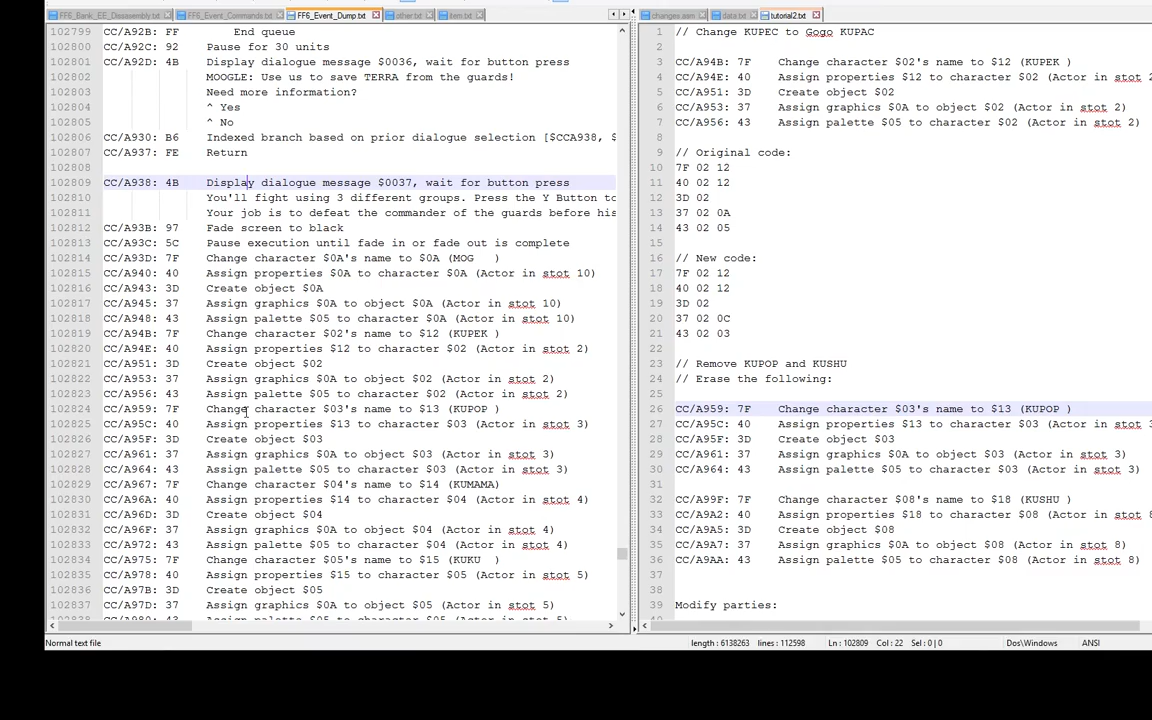 FF6_Bank_EE_Dissasembly.txt FF6_Event_Commands.txt FF6_Event_Dump.txt other.txt item.txt
102799 CC/A92B: FF End queue
102800 CC/A92C: 92 Pause for 30 units
102801 CC/A92D: 4B Display dialogue message $0036, wait for button press
102802 MOOGLE: Use us to save TERRA from the guards!
102803 Need more information?
102804 ^ Yes
102805 ^ No
102806 CC/A930: B6 Indexed branch based on prior dialogue selection [$CCA938, $
102807 CC/A937: FE Return
102808
102809 CC/A938: 4B Display dialogue message $0037, wait for button press
102810 You'll fight using 3 different groups. Press the Y Button to
102811 Your job is to defeat the commander of the guards before his
102812 CC/A93B: 97 Fade screen to black
102813 CC/A93C: 5C Pause execution until fade in or fade out is complete
102814 CC/A93D: 7F Change character $0A's name to $0A (MOG )
102815 CC/A940: 40 Assign properties $0A to character $0A (Actor in stot 10)
102816 CC/A943: 3D Create object $0A
102817 CC/A945: 37 Assign graphics $0A to object $0A (Actor in stot 10)
102818 CC/A948: 43 Assign palette $05 to character $0A (Actor in stot 10)
102819 CC/A94B: 7F Change character $02's name to $12 (KUPEK )
102820 CC/A94E: 40 Assign properties $12 to character $02 (Actor in stot 2)
102821 CC/A951: 3D Create object $02
102822 CC/A953: 37 Assign graphics $0A to object $02 (Actor in stot 2)
102823 CC/A956: 43 Assign palette $05 to character $02 (Actor in stot 2)
102824 CC/A959: 7F Change character $03's name to $13 (KUPOP )
102825 CC/A95C: 40 Assign properties $13 to character $03 (Actor in stot 3)
102826 CC/A95F: 3D Create object $03
102827 CC/A961: 37 Assign graphics $0A to object $03 (Actor in stot 3)
102828 CC/A964: 43 Assign palette $05 to character $03 (Actor in stot 3)
102829 CC/A967: 7F Change character $04's name to $14 (KUMAMA)
102830 CC/A96A: 40 Assign properties $14 to character $04 (Actor in stot 4)
102831 CC/A96D: 3D Create object $04
102832 CC/A96F: 37 Assign graphics $0A to object $04 (Actor in stot 4)
102833 CC/A972: 43 Assign palette $05 to character $04 (Actor in stot 4)
102834 CC/A975: 7F Change character $05's name to $15 (KUKU )
102835 CC/A978: 40 Assign properties $15 to character $05 (Actor in stot 5)
102836 CC/A97B: 3D Create object $05
102837 CC/A97D: 37 Assign graphics $0A to object $05 (Actor in stot 5)
changes.asm data.txt tutorial2.txt
1 // Change KUPEC to Gogo KUPAC
2
3 CC/A94B: 7F Change character $02's name to $12 (KUPEK )
4 CC/A94E: 40 Assign properties $12 to character $02 (Actor in stot 2
5 CC/A951: 3D Create object $02
6 CC/A953: 37 Assign graphics $0A to object $02 (Actor in stot 2)
7 CC/A956: 43 Assign palette $05 to character $02 (Actor in stot 2)
8
9 // Original code:
10 7F 02 12
11 40 02 12
12 3D 02
13 37 02 0A
14 43 02 05
15
16 // New code:
17 7F 02 12
18 40 02 12
19 3D 02
20 37 02 0C
21 43 02 03
22
23 // Remove KUPOP and KUSHU
24 // Erase the following:
25
26 CC/A959: 7F Change character $03's name to $13 (KUPOP )
27 CC/A95C: 40 Assign properties $13 to character $03 (Actor in stot 3
28 CC/A95F: 3D Create object $03
29 CC/A961: 37 Assign graphics $0A to object $03 (Actor in stot 3)
30 CC/A964: 43 Assign palette $05 to character $03 (Actor in stot 3)
31
32 CC/A99F: 7F Change character $08's name to $18 (KUSHU )
33 CC/A9A2: 40 Assign properties $18 to character $08 (Actor in stot 8
34 CC/A9A5: 3D Create object $08
35 CC/A9A7: 37 Assign graphics $0A to object $08 (Actor in stot 8)
36 CC/A9AA: 43 Assign palette $05 to character $08 (Actor in stot 8)
37
38
39 Modify parties:
Normal text file length : 6138263 lines : 112598 Ln : 102809 Col : 22 Sel : 0 | 0 Dos\Windows ANSI